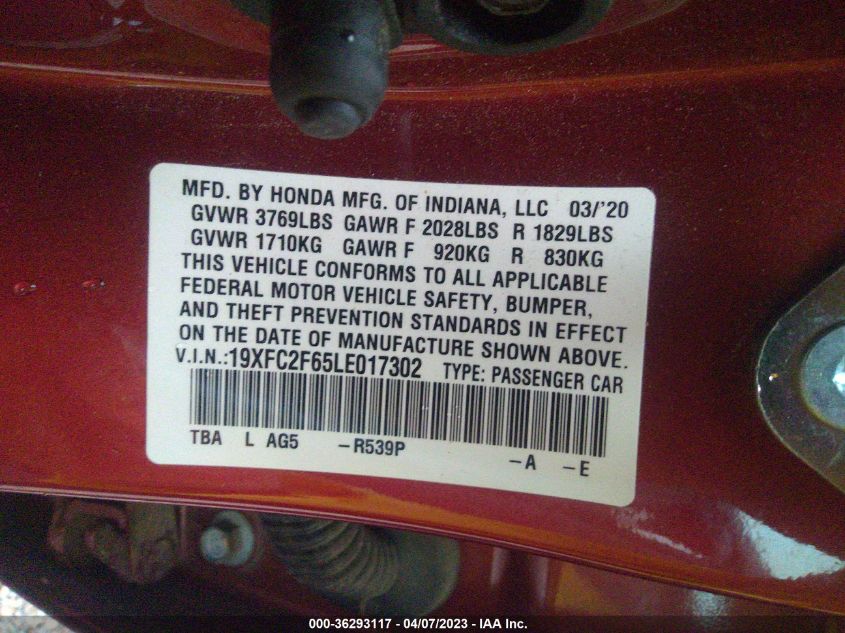 MFD. BY HONDA MFG. OF INDIANA, LLC 03/'20
GVWR 3769LBS GAWR F 2028LBS R 1829LBS
GVWR 1710KG GAWR F 920KG R 830KG
THIS VEHICLE CONFORMS TO ALL APPLICABLE
FEDERAL MOTOR VEHICLE SAFETY, BUMPER,
AND THEFT PREVENTION STANDARDS IN EFFECT
ON THE DATE OF MANUFACTURE SHOWN ABOVE.
V.I.N.:19XFC2F65LE017302 TYPE: PASSENGER CAR
TBA L AG5 -R539P -A -E
000-36293117 - 04/07/2023 - IAA Inc.